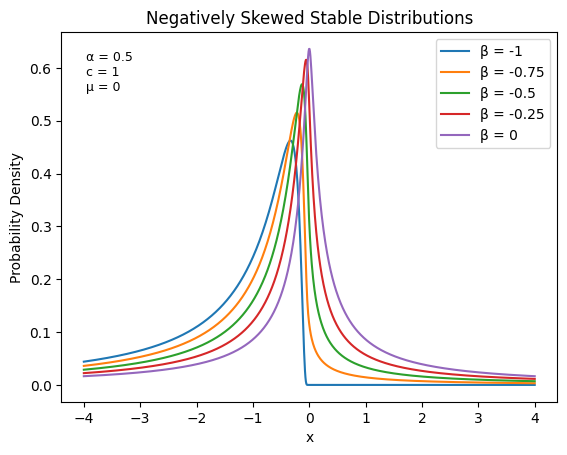 Negatively Skewed Stable Distributions
α = 0.5
c = 1
μ = 0
β = -1
β = -0.75
β = -0.5
β = -0.25
β = 0
Probability Density
0.6
0.5
0.4
0.3
0.2
0.1
0.0
−4 −3 −2 −1 0 1 2 3 4
x